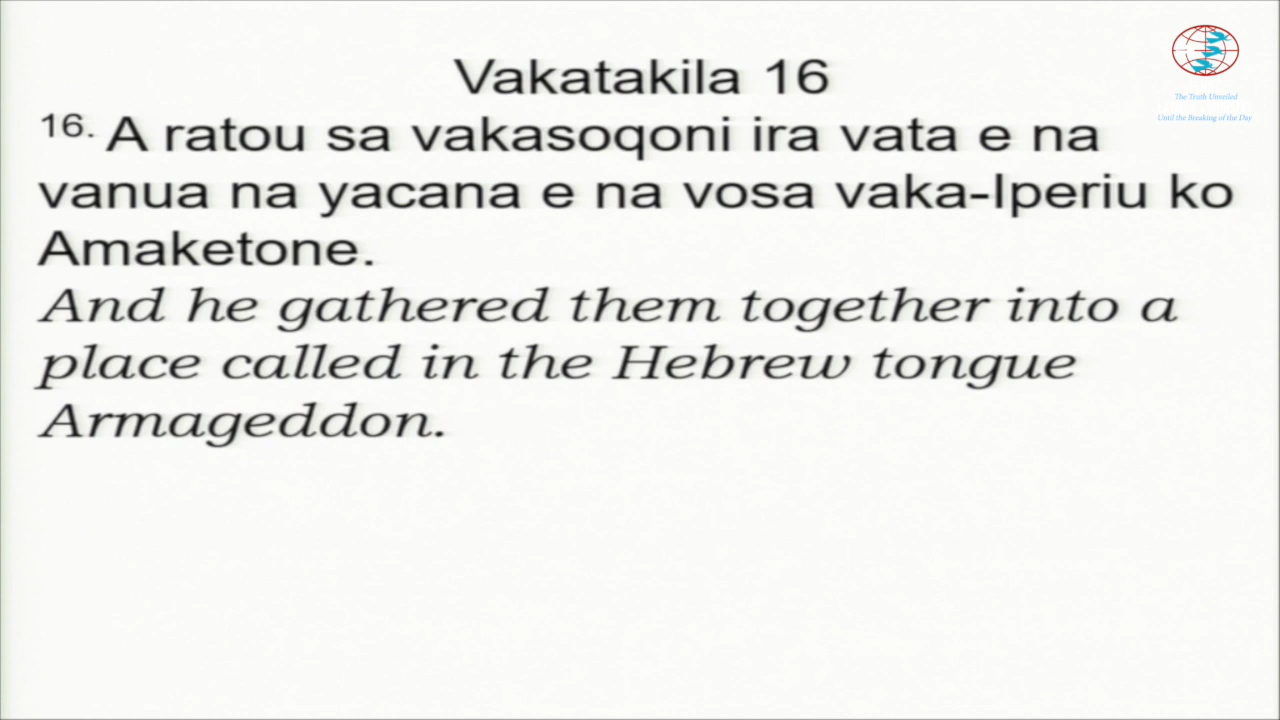 Vakatakila 16
16. A ratou sa vakasoqoni ira vata e na
vanua na yacana e na vosa vaka-Iperiu ko
Amaketone.
And he gathered them together into a
place called in the Hebrew tongue
Armageddon.
The Truth Unveiled
Until the Breaking of the Day